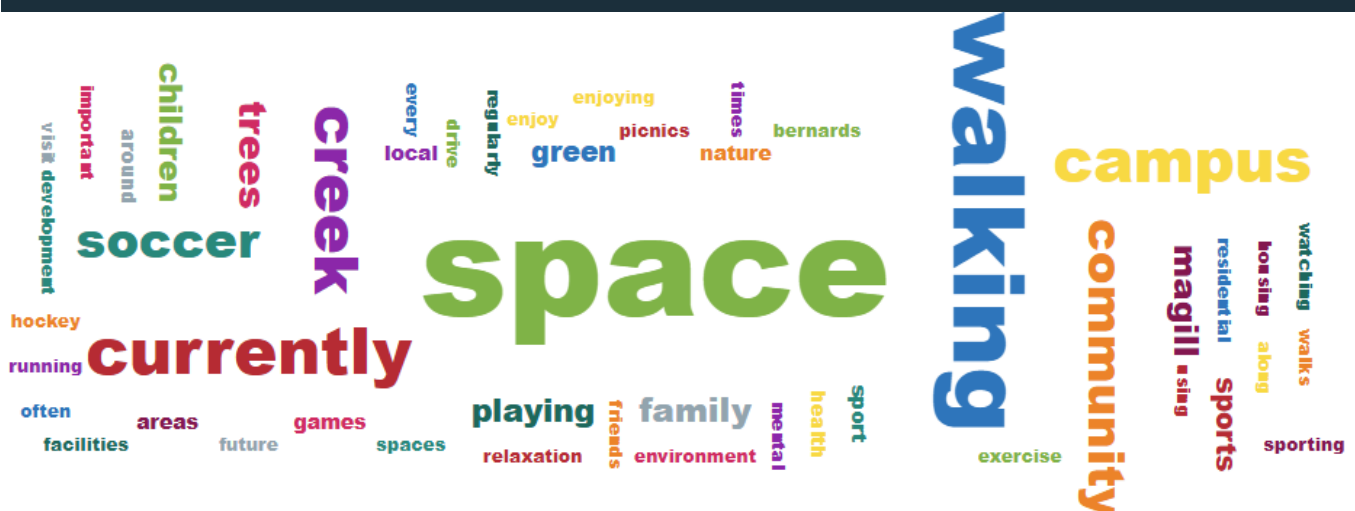 visit
development
important
around
children
trees
creek
soccer
hockey
running
currently
often
areas
facilities
future
games
spaces
every
local
drive
regularly
enjoy
enjoying
green
picnics
nature
times
bernards
space
playing
relaxation
friends
family
environment
mental
health
sport
walking
exercise
campus
community
magill
using
residential
sports
housing
along
watching
walks
sporting